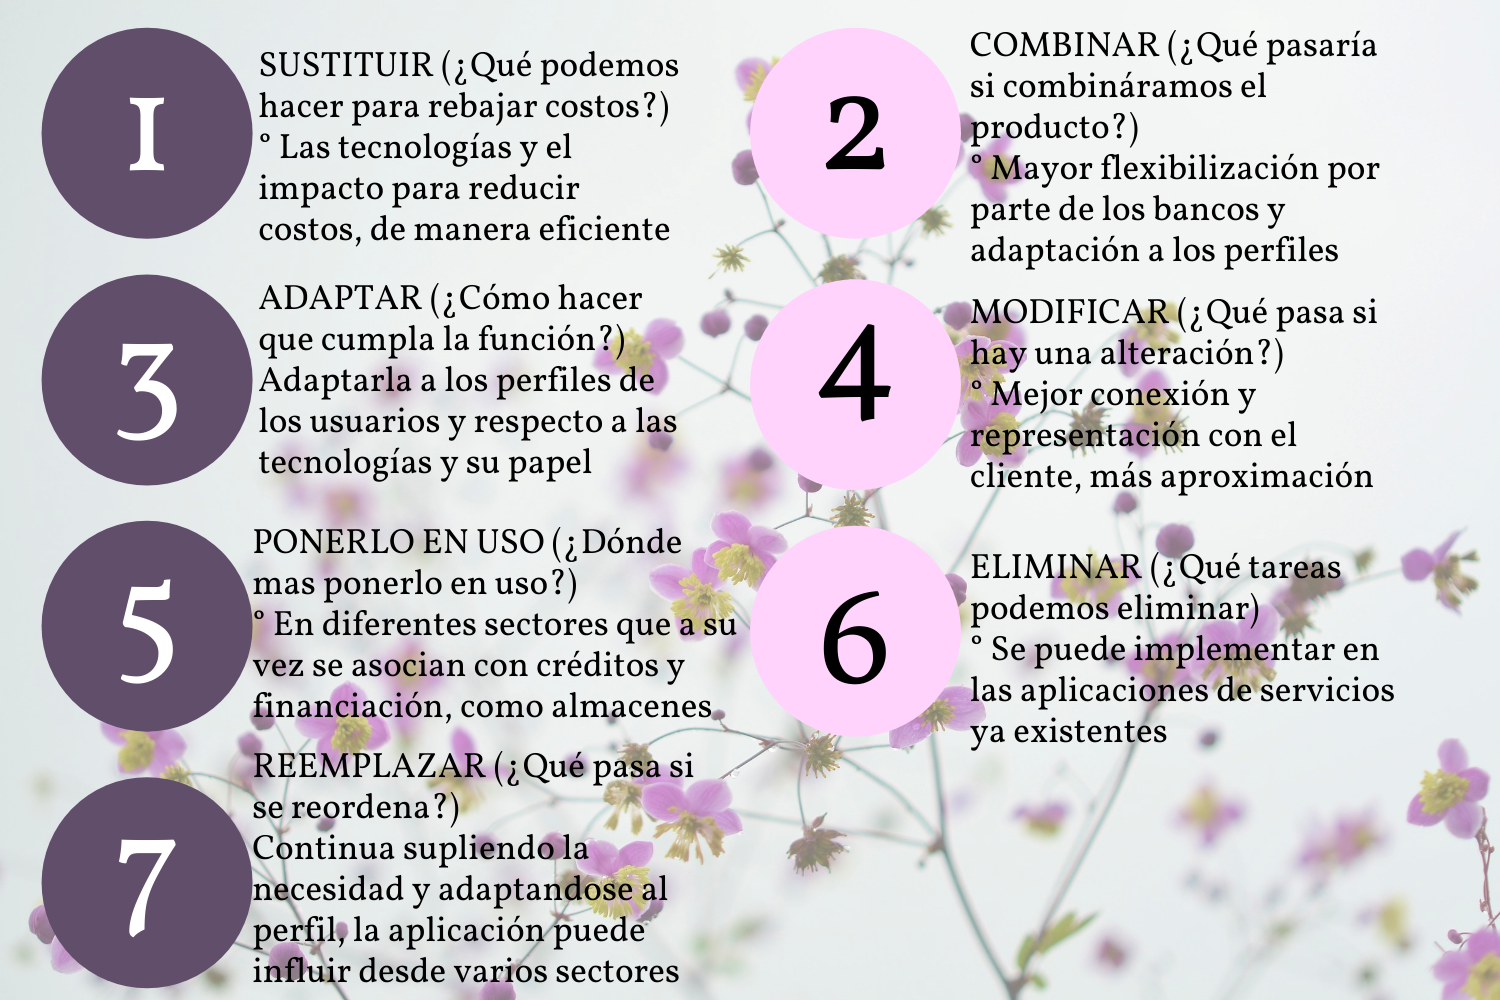 1
SUSTITUIR (¿Qué podemos
hacer para rebajar costos?)
° Las tecnologías y el
impacto para reducir
costos, de manera eficiente
2
COMBINAR (¿Qué pasaría
si combináramos el
producto?)
° Mayor flexibilización por
parte de los bancos y
adaptación a los perfiles
3
ADAPTAR (¿Cómo hacer
que cumpla la función?)
Adaptarla a los perfiles de
los usuarios y respecto a las
tecnologías y su papel
4
MODIFICAR (¿Qué pasa si
hay una alteración?)
° Mejor conexión y
representación con el
cliente, más aproximación
5
PONERLO EN USO (¿Dónde
mas ponerlo en uso?)
° En diferentes sectores que a su
vez se asocian con créditos y
financiación, como almacenes
6
ELIMINAR (¿Qué tareas
podemos eliminar)
° Se puede implementar en
las aplicaciones de servicios
ya existentes
7
REEMPLAZAR (¿Qué pasa si
se reordena?)
Continua supliendo la
necesidad y adaptandose al
perfil, la aplicación puede
influir desde varios sectores